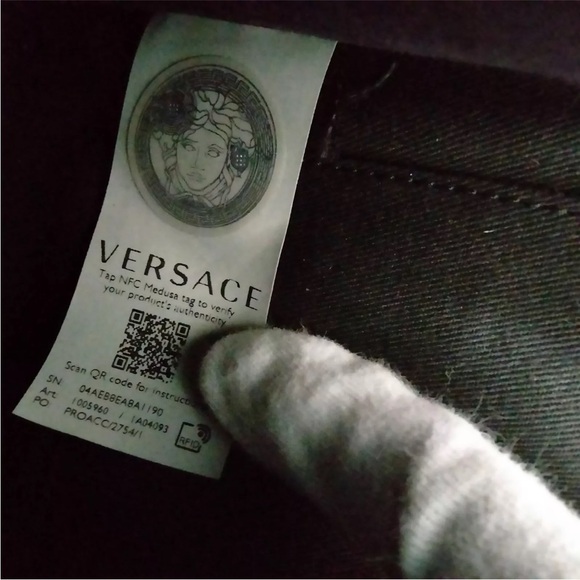 VERSACE
Tap NFC Medusa tag to verify
your product's authenticity
Scan QR code for instruc
SN: 04AEBBEABA1190
Art: 1005960 / 1A04093
PO: PROACC/2754/1
RFID